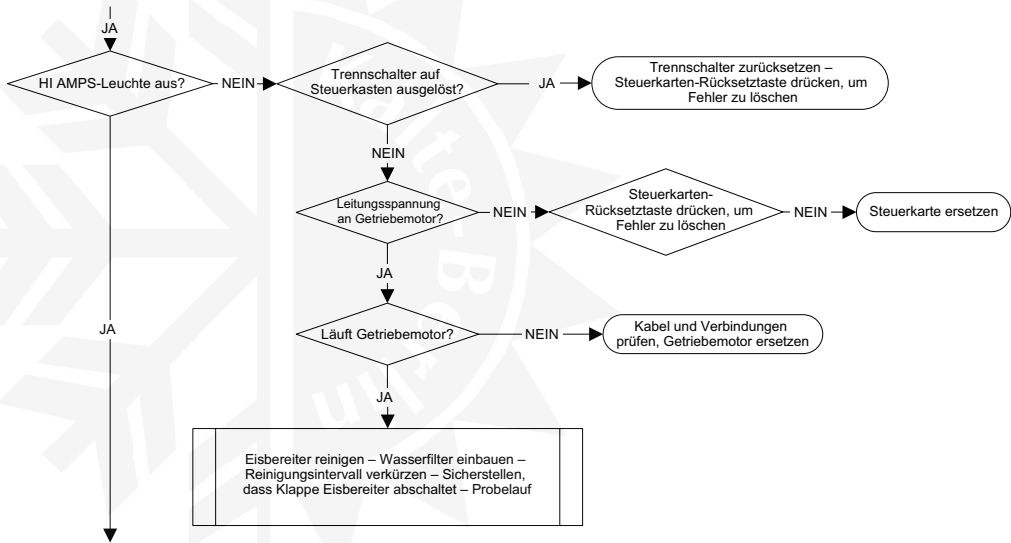 JA
HI AMPS-Leuchte aus?
NEIN
Trennschalter auf
Steuerkasten ausgelöst?
JA
Trennschalter zurücksetzen –
Steuerkarten-Rücksetztaste drücken, um
Fehler zu löschen
NEIN
Leitungsspannung
an Getriebemotor?
NEIN
Steuerkarten-
Rücksetztaste drücken, um
Fehler zu löschen
NEIN
Steuerkarte ersetzen
JA
JA
Läuft Getriebemotor?
NEIN
Kabel und Verbindungen
prüfen, Getriebemotor ersetzen
JA
Eisbereiter reinigen – Wasserfilter einbauen –
Reinigungsintervall verkürzen – Sicherstellen,
dass Klappe Eisbereiter abschaltet – Probelauf